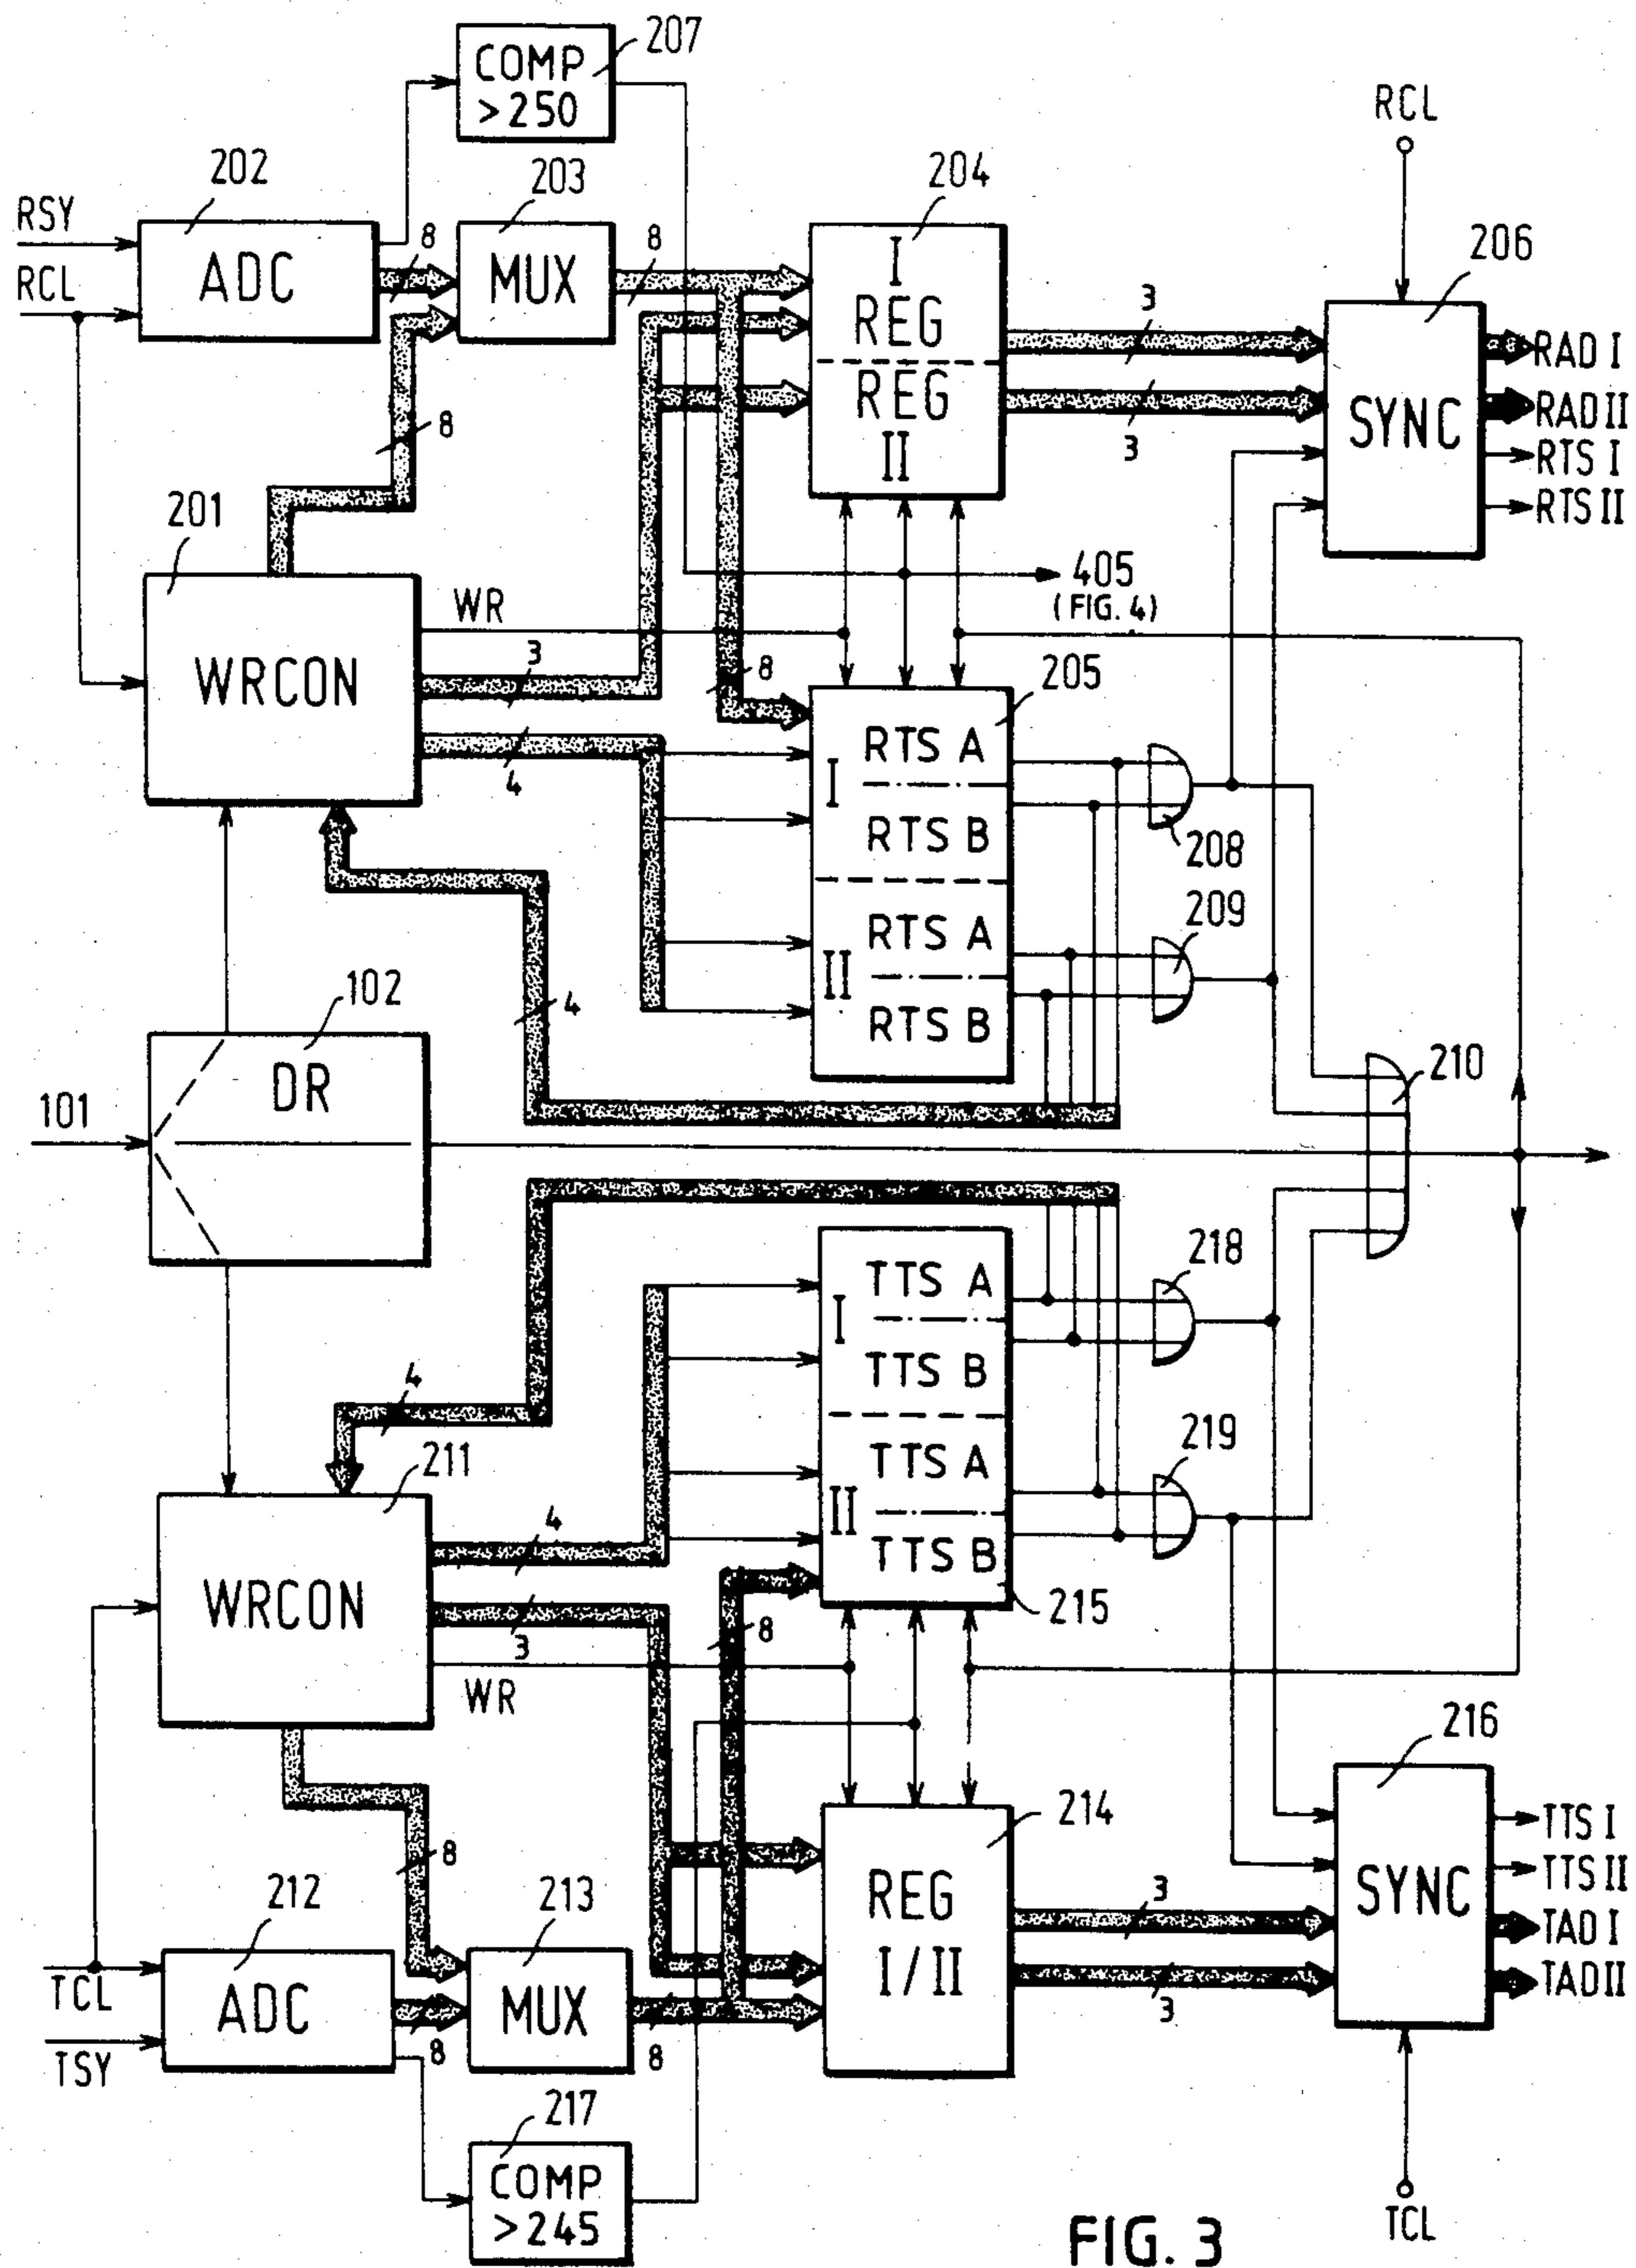 COMP
>250
207
RCL
202
203
204
RSY
ADC
8
MUX
8
I
REG
206
RCL
3
RAD I
REG
II
3
SYNC
RAD II
RTS I
RTS II
8
201
WR
405
(FIG. 4)
WRCON
3
8
205
4
I
RTS A
RTS B
208
209
II
RTS A
RTS B
4
102
DR
101
210
218
I
TTS A
TTS B
4
219
211
II
TTS A
TTS B
4
WRCON
3
8
215
WR
216
214
8
TTS I
TTS II
212
213
REG
I/II
3
SYNC
TAD I
TCL
ADC
MUX
3
TAD II
TSY
8
8
217
COMP
>245
TCL
FIG. 3